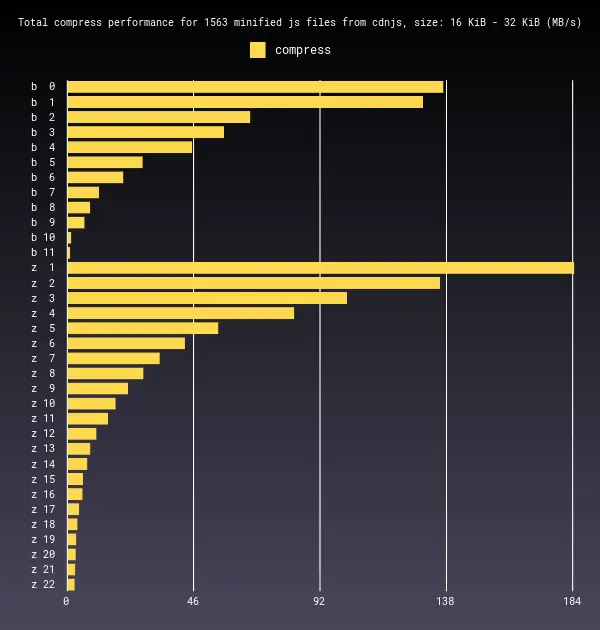 Total compress performance for 1563 minified js files from cdnjs, size: 16 KiB - 32 KiB (MB/s)
compress
b 0
b 1
b 2
b 3
b 4
b 5
b 6
b 7
b 8
b 9
b 10
b 11
z 1
z 2
z 3
z 4
z 5
z 6
z 7
z 8
z 9
z 10
z 11
z 12
z 13
z 14
z 15
z 16
z 17
z 18
z 19
z 20
z 21
z 22
0 46 92 138 184